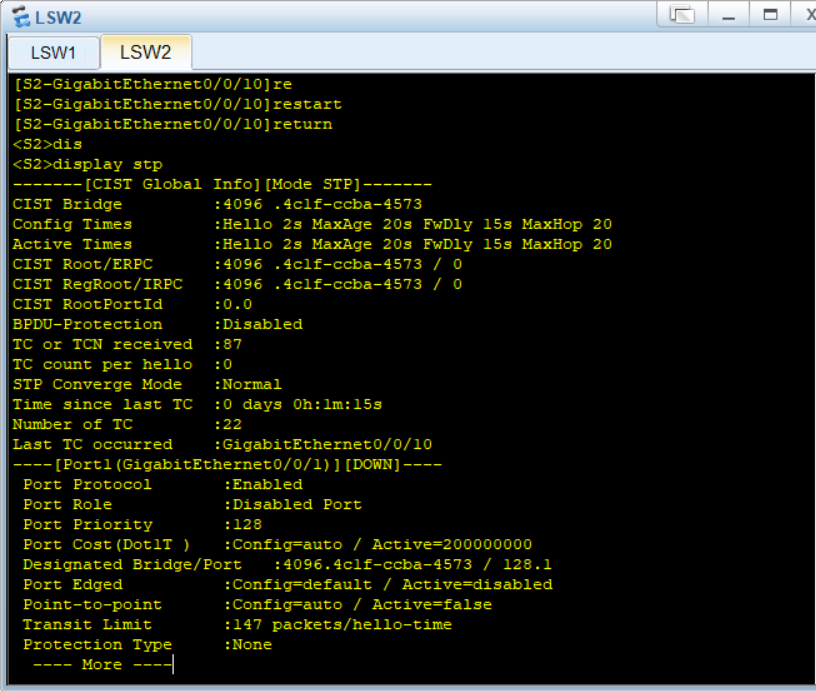 LSW2
LSW1 LSW2
[S2-GigabitEthernet0/0/10]re
[S2-GigabitEthernet0/0/10]restart
[S2-GigabitEthernet0/0/10]return
<S2>dis
<S2>display stp
-------[CIST Global Info][Mode STP]-------
CIST Bridge         :4096 .4c1f-ccba-4573
Config Times        :Hello 2s MaxAge 20s FwDly 15s MaxHop 20
Active Times        :Hello 2s MaxAge 20s FwDly 15s MaxHop 20
CIST Root/ERPC      :4096 .4c1f-ccba-4573 / 0
CIST RegRoot/IRPC   :4096 .4c1f-ccba-4573 / 0
CIST RootPortId     :0.0
BPDU-Protection     :Disabled
TC or TCN received  :87
TC count per hello  :0
STP Converge Mode   :Normal
Time since last TC  :0 days 0h:1m:15s
Number of TC        :22
Last TC occurred    :GigabitEthernet0/0/10
----[Port1(GigabitEthernet0/0/1)][DOWN]----
 Port Protocol       :Enabled
 Port Role           :Disabled Port
 Port Priority       :128
 Port Cost(Dot1T )   :Config=auto / Active=200000000
 Designated Bridge/Port   :4096.4c1f-ccba-4573 / 128.1
 Port Edged          :Config=default / Active=disabled
 Point-to-point      :Config=auto / Active=false
 Transit Limit       :147 packets/hello-time
 Protection Type     :None
  ---- More ----